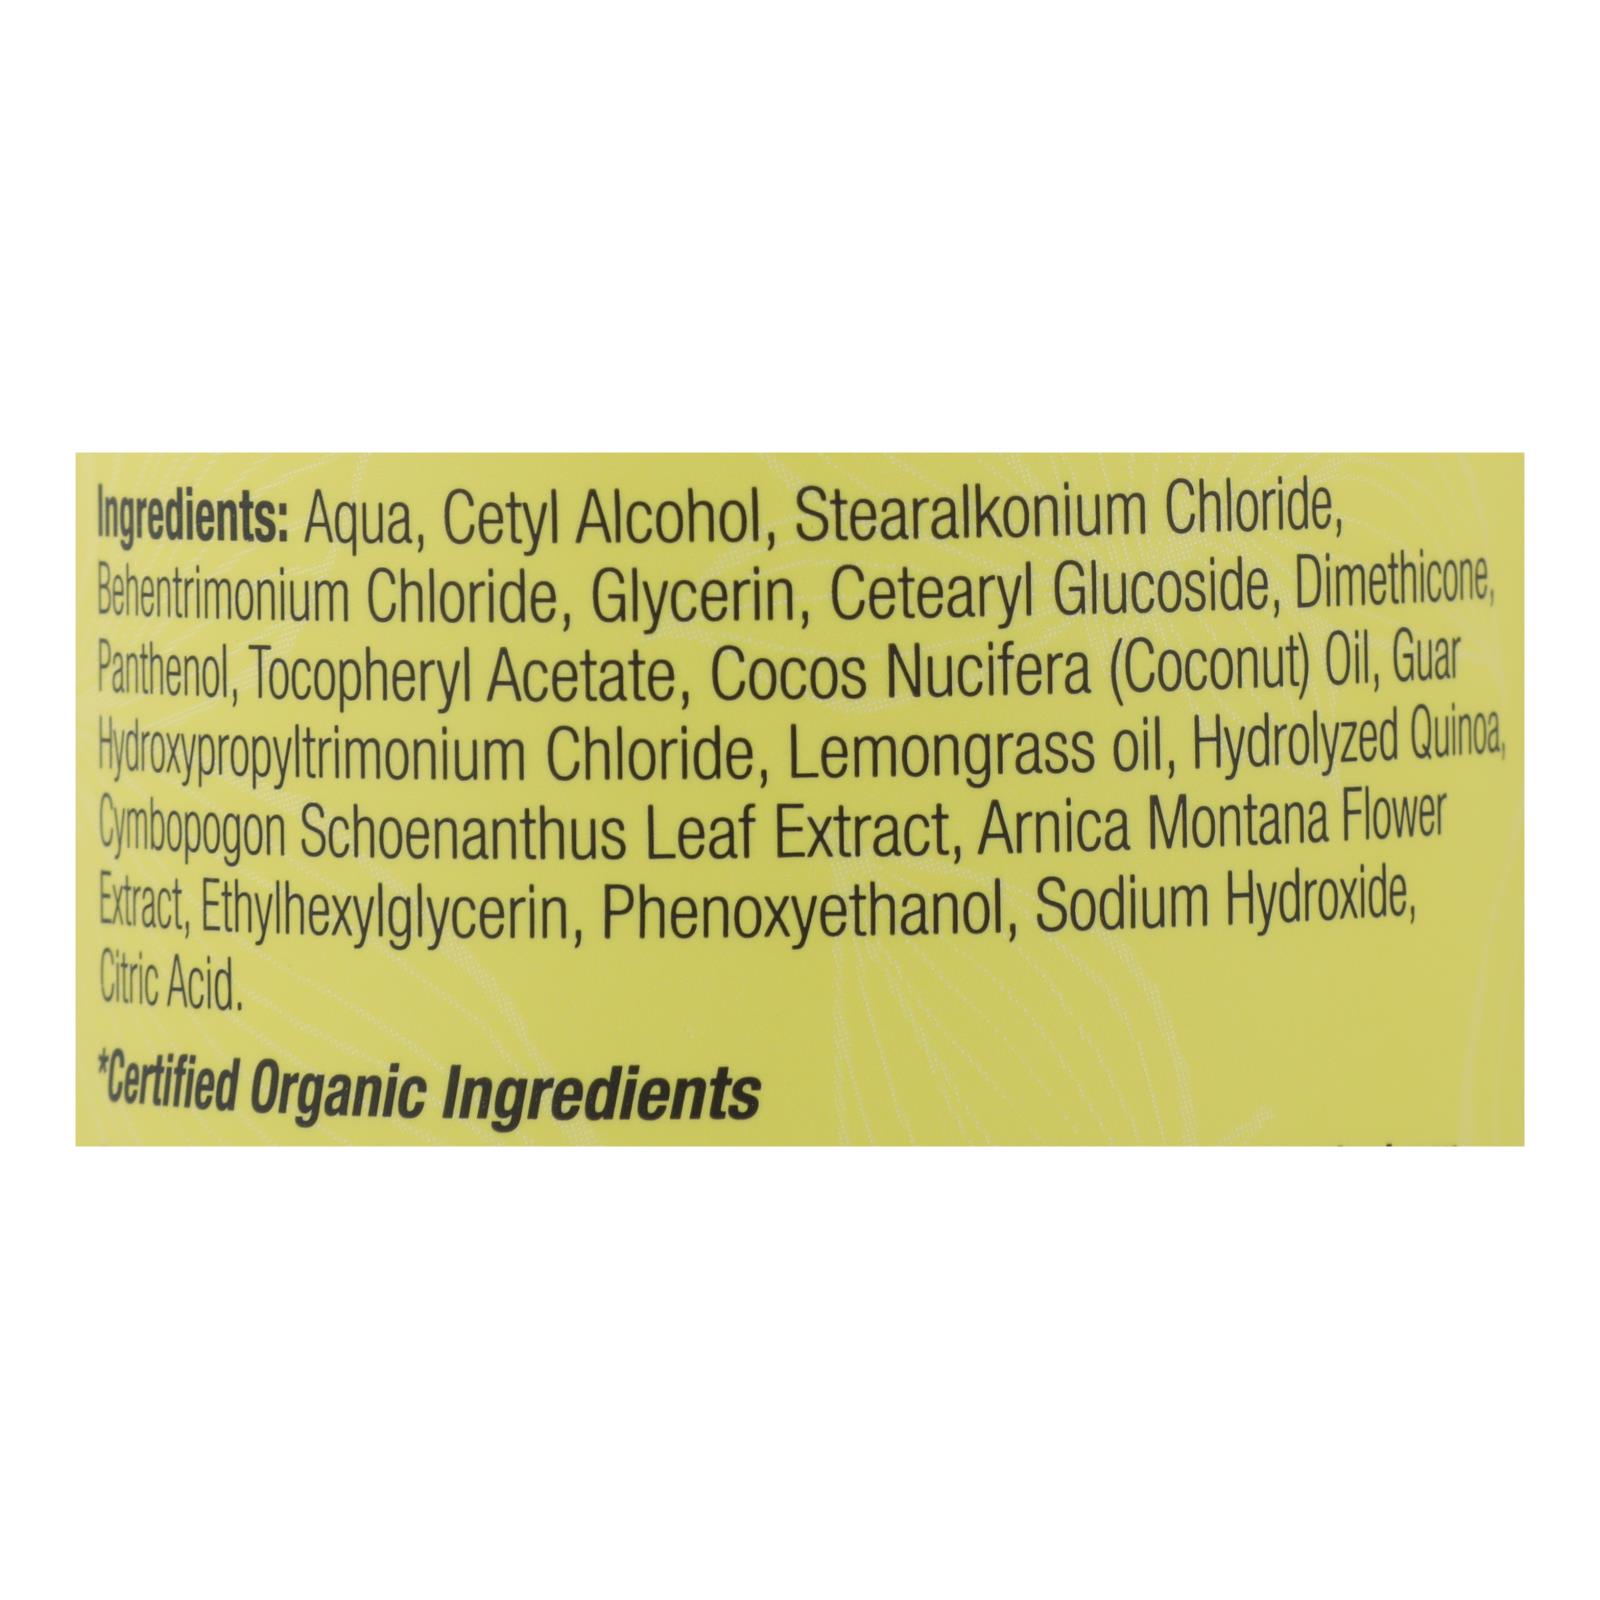 Ingredients: Aqua, Cetyl Alcohol, Stearalkonium Chloride,
Behentrimonium Chloride, Glycerin, Cetearyl Glucoside, Dimethicone,
Panthenol, Tocopheryl Acetate, Cocos Nucifera (Coconut) Oil, Guar
Hydroxypropyltrimonium Chloride, Lemongrass oil, Hydrolyzed Quinoa,
Cymbopogon Schoenanthus Leaf Extract, Arnica Montana Flower
Extract, Ethylhexylglycerin, Phenoxyethanol, Sodium Hydroxide,
Citric Acid.
*Certified Organic Ingredients